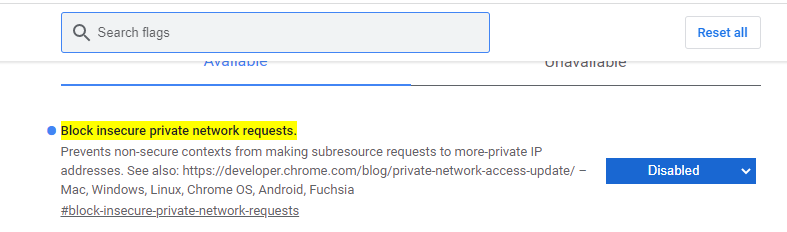 Search flags
Reset all
Available
Unavailable
Block insecure private network requests.
Prevents non-secure contexts from making subresource requests to more-private IP
addresses. See also: https://developer.chrome.com/blog/private-network-access-update/ –
Mac, Windows, Linux, Chrome OS, Android, Fuchsia
#block-insecure-private-network-requests
Disabled